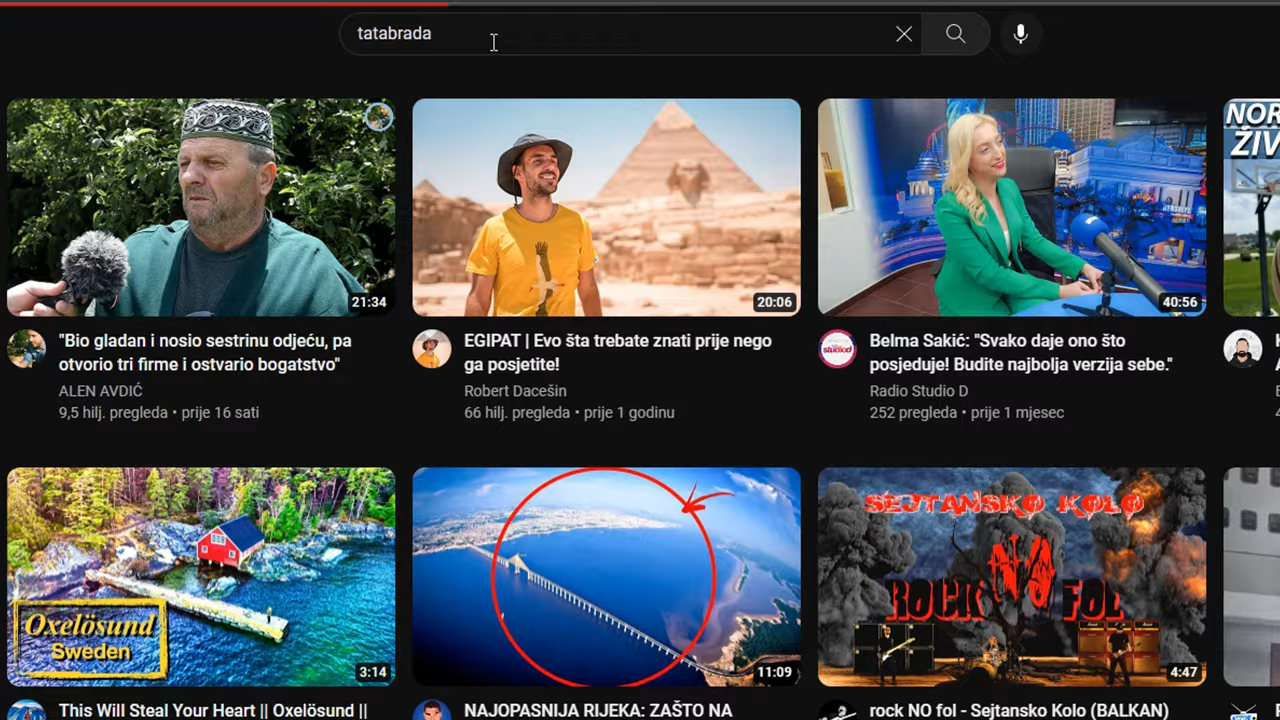 tatabrada
NOR
ŽIV
21:34
20:06
40:56
"Bio gladan i nosio sestrinu odjeću, pa
otvorio tri firme i ostvario bogatstvo"
ALEN AVDIĆ
9,5 hilj. pregleda • prije 16 sati
EGIPAT | Evo šta trebate znati prije nego
ga posjetite!
Robert Dacešin
66 hilj. pregleda • prije 1 godinu
Belma Sakić: "Svako daje ono što
posjeduje! Budite najbolja verzija sebe."
Radio Studio D
252 pregleda • prije 1 mjesec
Oxelösund
Sweden
3:14
11:09
SEJTANSKO KOLO
ROCK NO FOL
4:47
This Will Steal Your Heart || Oxelösund ||
NAJOPASNIJA RIJEKA: ZAŠTO NA
rock NO fol - Sejtansko Kolo (BALKAN)